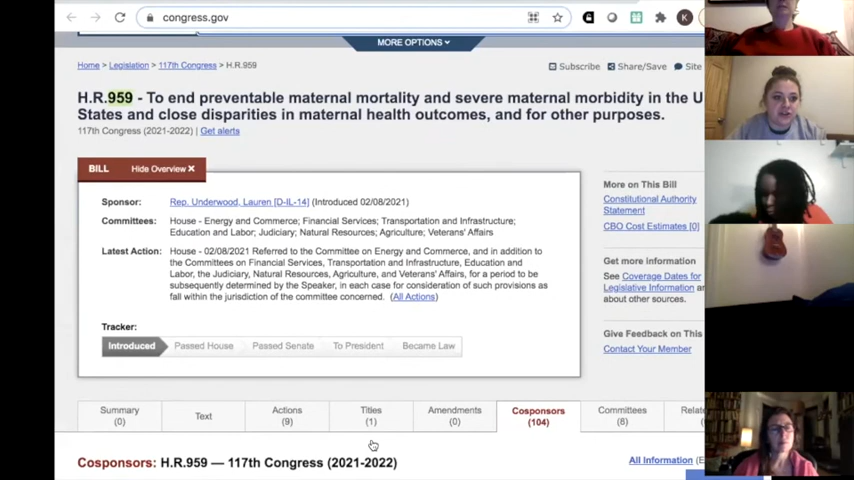 congress.gov
K
MORE OPTIONS
Home > Legislation > 117th Congress > H.R.959
Subscribe Share/Save Site
H.R.959 - To end preventable maternal mortality and severe maternal morbidity in the U
States and close disparities in maternal health outcomes, and for other purposes.
117th Congress (2021-2022) | Get alerts
BILL Hide Overview X
Sponsor: Rep. Underwood, Lauren [D-IL-14] (Introduced 02/08/2021)
Committees: House - Energy and Commerce; Financial Services; Transportation and Infrastructure;
Education and Labor; Judiciary; Natural Resources; Agriculture; Veterans' Affairs
Latest Action: House - 02/08/2021 Referred to the Committee on Energy and Commerce, and in addition to
the Committees on Financial Services, Transportation and Infrastructure, Education and
Labor, the Judiciary, Natural Resources, Agriculture, and Veterans' Affairs, for a period to be
subsequently determined by the Speaker, in each case for consideration of such provisions as
fall within the jurisdiction of the committee concerned. (All Actions)
Tracker:
Introduced Passed House Passed Senate To President Became Law
More on This Bill
Constitutional Authority
Statement
CBO Cost Estimates [0]
Get more information
See Coverage Dates for
Legislative Information and
about other sources.
Give Feedback on This
Contact Your Member
Summary (0)
Text
Actions (9)
Titles (1)
Amendments (0)
Cosponsors (104)
Committees (8)
Relate
Cosponsors: H.R.959 — 117th Congress (2021-2022)
All Information (E